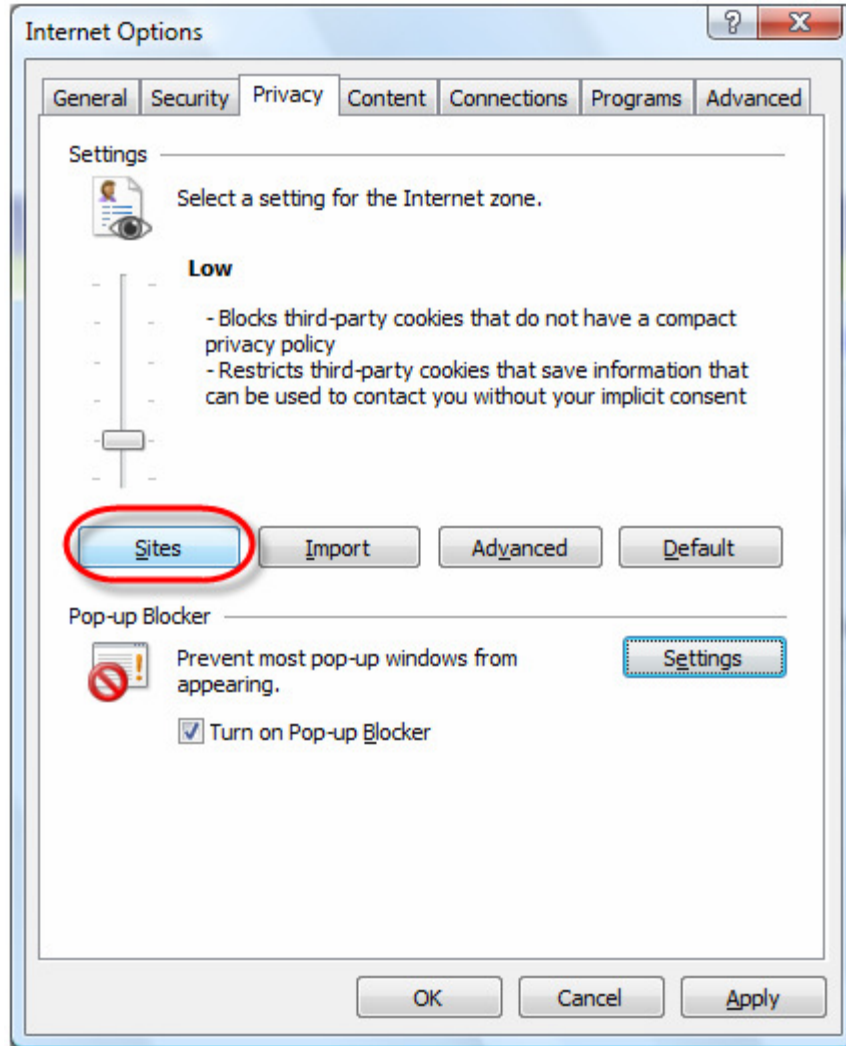 Internet Options
?
X
General Security Privacy Content Connections Programs Advanced
Settings
Select a setting for the Internet zone.
Low
- Blocks third-party cookies that do not have a compact
privacy policy
- Restricts third-party cookies that save information that
can be used to contact you without your implicit consent
Sites Import Advanced Default
Pop-up Blocker
Prevent most pop-up windows from
appearing.
Settings
Turn on Pop-up Blocker
OK Cancel Apply